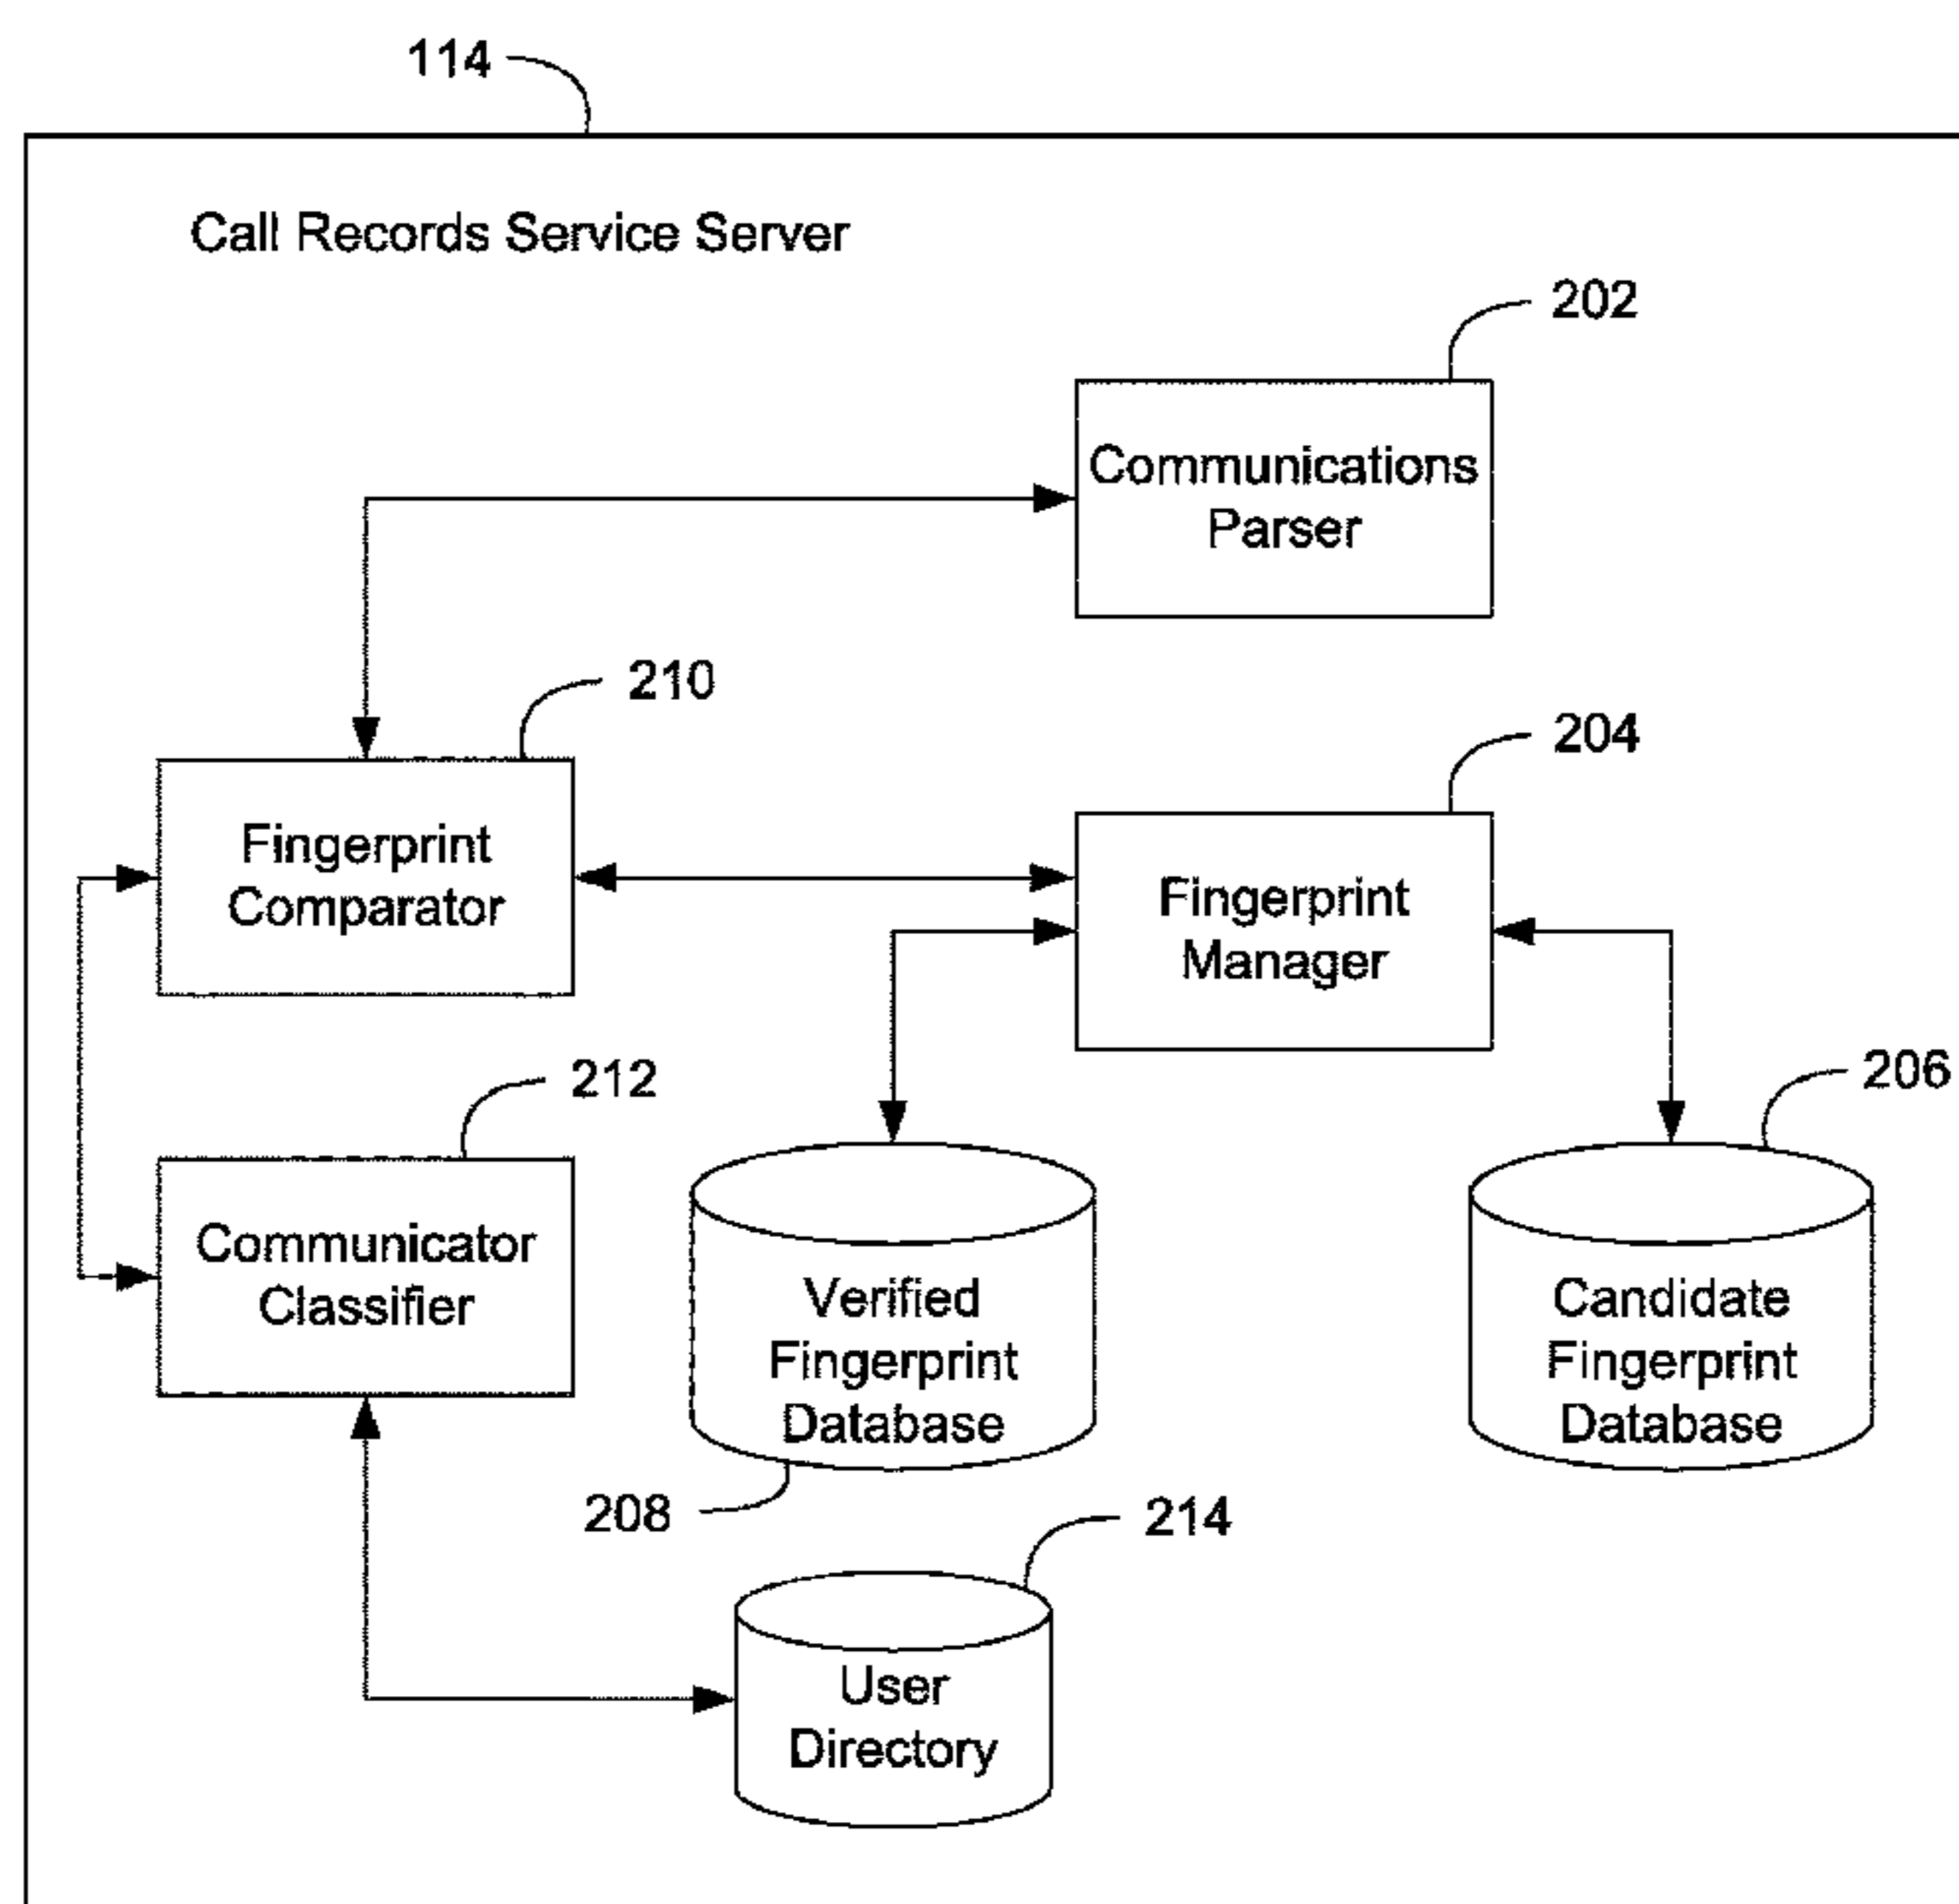 114
Call Records Service Server
202
Communications
Parser
210
204
Fingerprint
Comparator
Fingerprint
Manager
212
206
Communicator
Classifier
Verified
Fingerprint
Database
Candidate
Fingerprint
Database
208
214
User
Directory